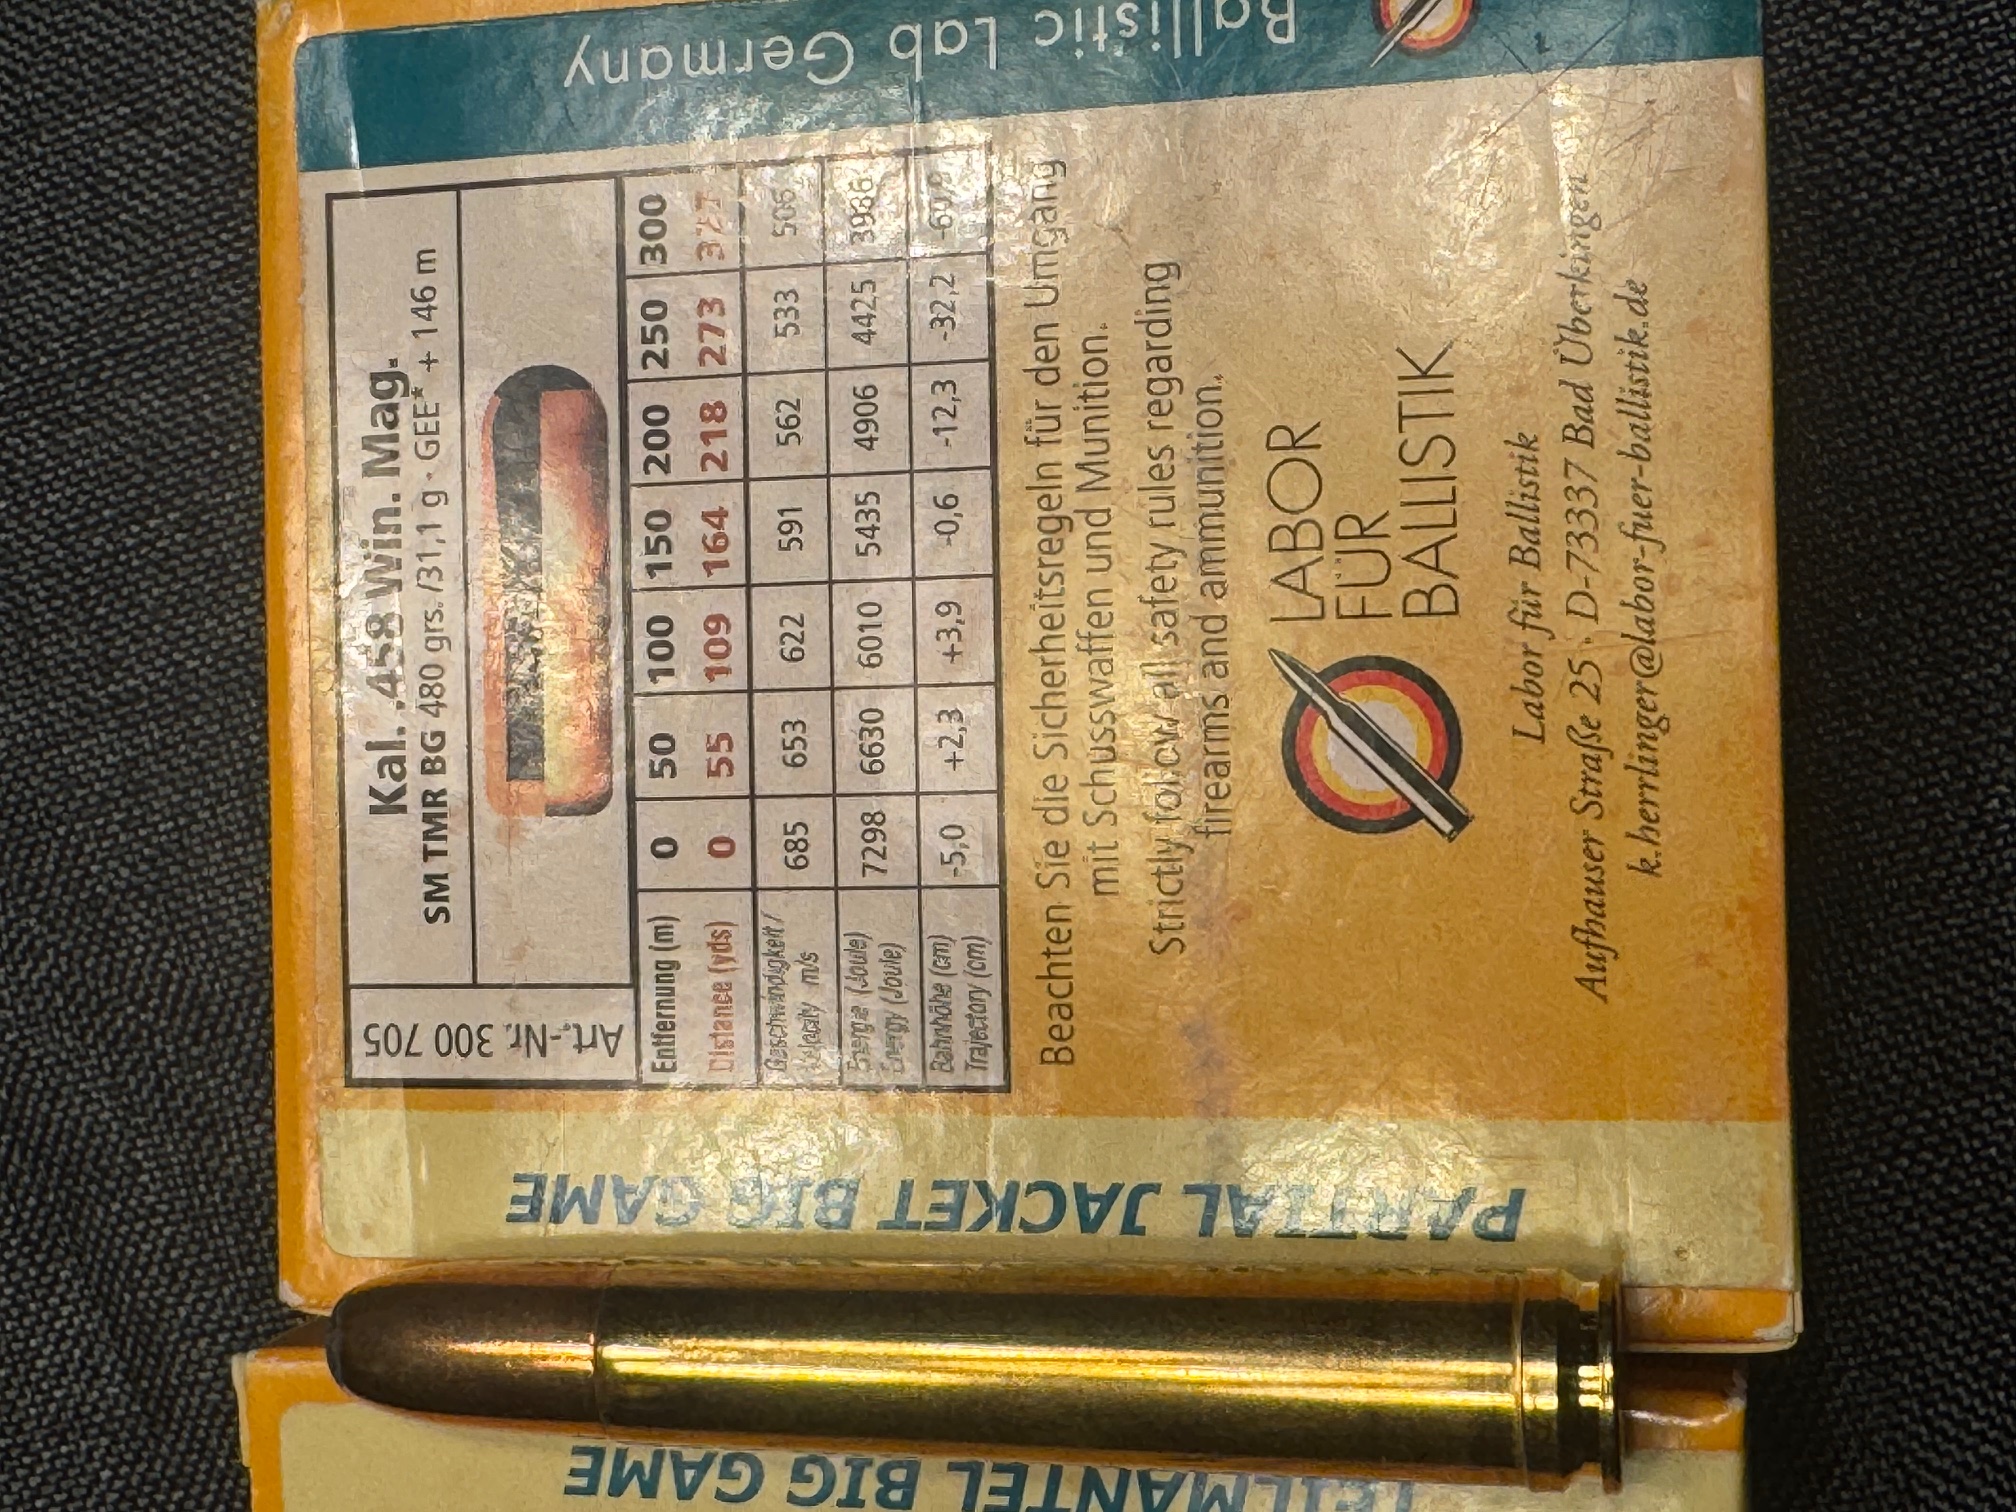 Ballistic Lab Germany
Art.-Nr. 300 705
Kal. .458 Win. Mag.
SM TMR BG 480 grs./31,1 g · GEE* + 146 m
Entfernung (m) 0 50 100 150 200 250 300
Distance (yds) 0 55 109 164 218 273 327
Geschwindigkeit / Velocity m/s 685 653 622 591 562 533 506
Energie (Joule) Energy (Joule) 7298 6630 6010 5435 4906 4425 3986
Bahnhöhe (cm) Trajectory (cm) -5,0 +2,3 +3,9 -0,6 -12,3 -32,2
Beachten Sie die Sicherheitsregeln für den Umgang
mit Schusswaffen und Munition.
Strictly follow all safety rules regarding
firearms and ammunition.
LABOR
FÜR
BALLISTIK
Labor für Ballistik
Aufhauser Straße 25 · D-73337 Bad Überkingen
k.herrlinger@labor-fuer-ballistik.de
PARTIAL JACKET BIG GAME
TEILMANTEL BIG GAME